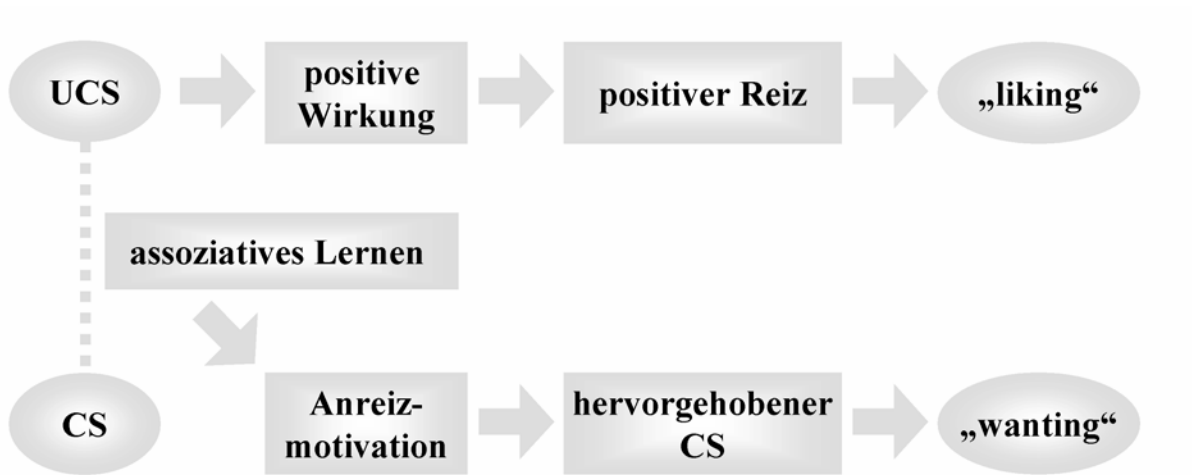 UCS
positive
Wirkung
positiver Reiz
„liking“
assoziatives Lernen
CS
Anreiz-
motivation
hervorgehobener
CS
„wanting“